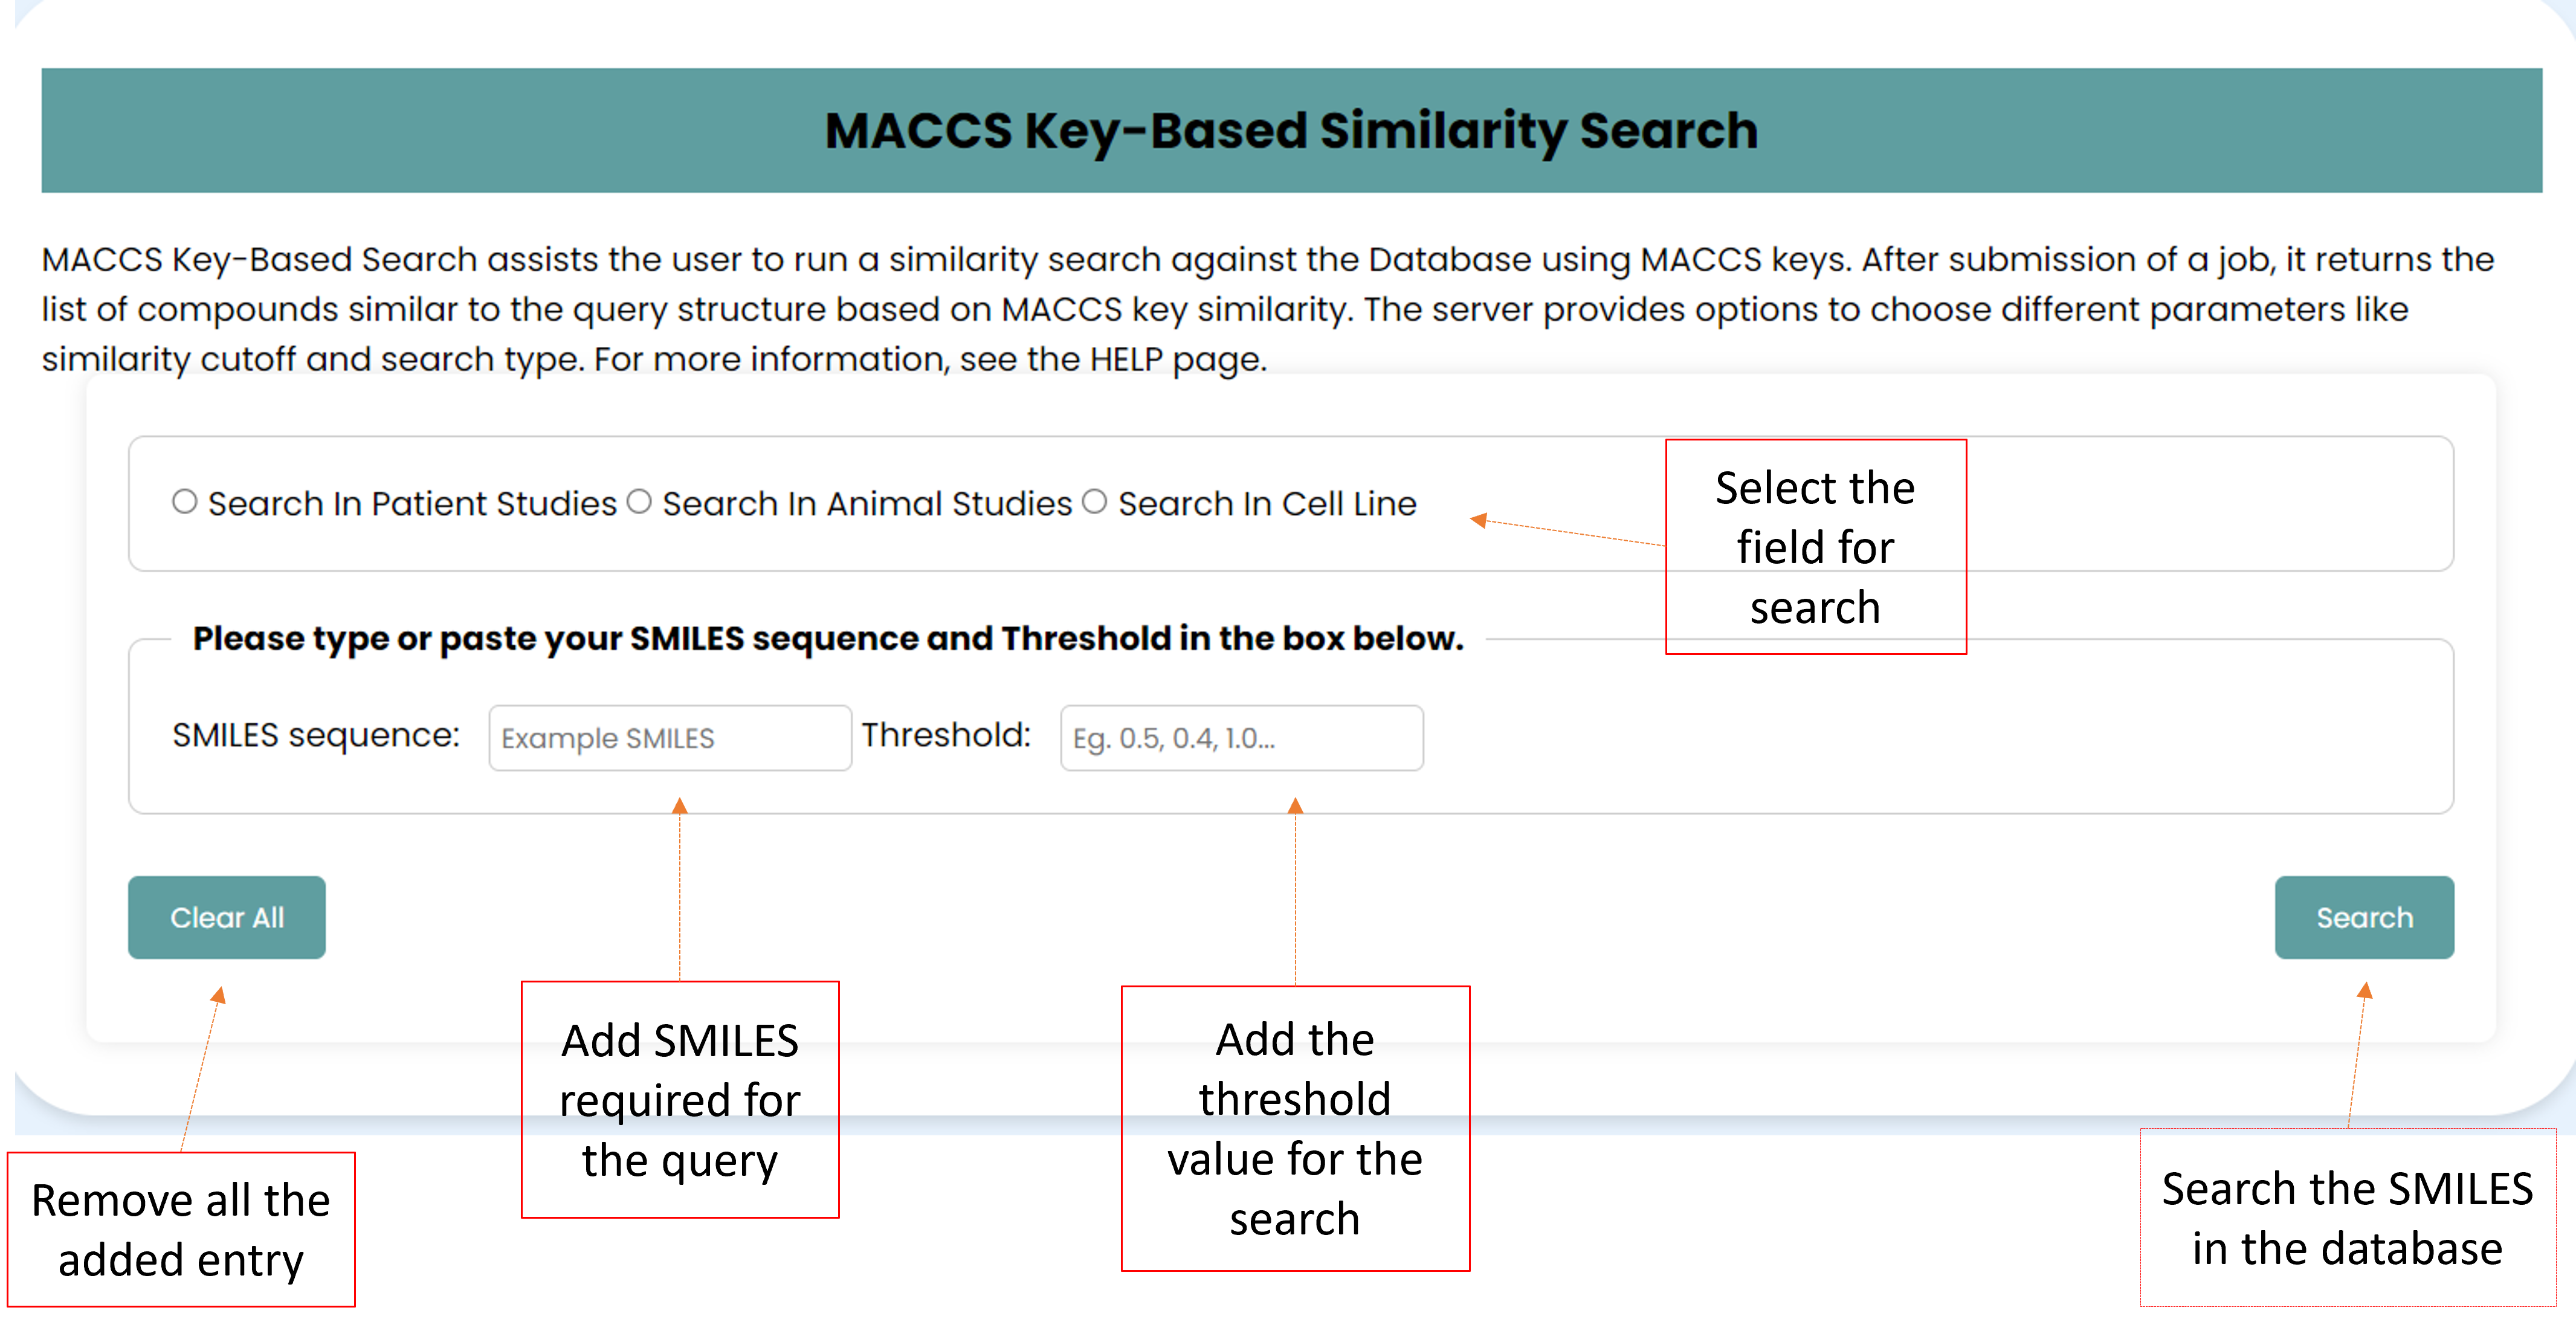 MACCS Key-Based Similarity Search
MACCS Key-Based Search assists the user to run a similarity search against the Database using MACCS keys. After submission of a job, it returns the
list of compounds similar to the query structure based on MACCS key similarity. The server provides options to choose different parameters like
similarity cutoff and search type. For more information, see the HELP page.
Search In Patient Studies Search In Animal Studies Search In Cell Line
Select the
field for
search
Please type or paste your SMILES sequence and Threshold in the box below.
SMILES sequence: Example SMILES Threshold: Eg. 0.5, 0.4, 1.0...
Clear All
Search
Remove all the
added entry
Add SMILES
required for
the query
Add the
threshold
value for the
search
Search the SMILES
in the database